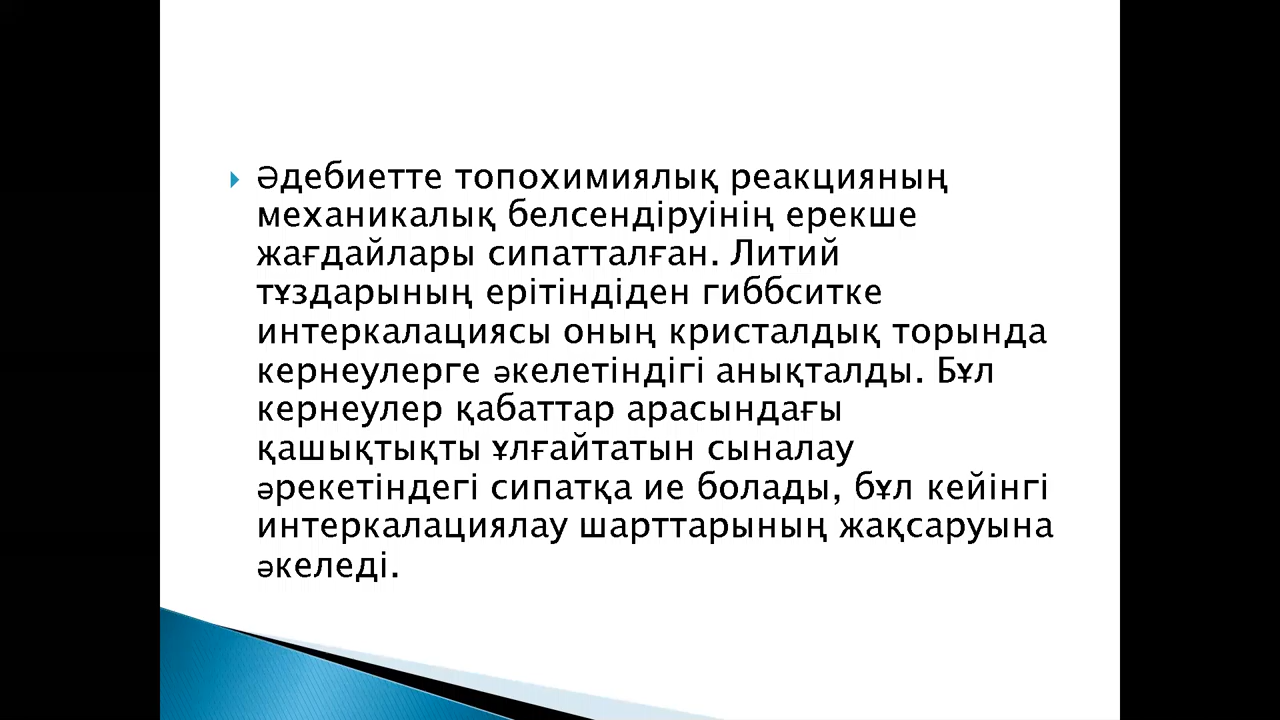 Әдебиетте топохимиялық реакцияның
механикалық белсендіруінің ерекше
жағдайлары сипатталған. Литий
тұздарының ерітіндіден гиббситке
интеркалациясы оның кристалдық торында
кернеулерге әкелетіндігі анықталды. Бұл
кернеулер қабаттар арасындағы
қашықтықты ұлғайтатын сыналау
әрекетіндегі сипатқа ие болады, бұл кейінгі
интеркалациялау шарттарының жақсаруына
әкеледі.